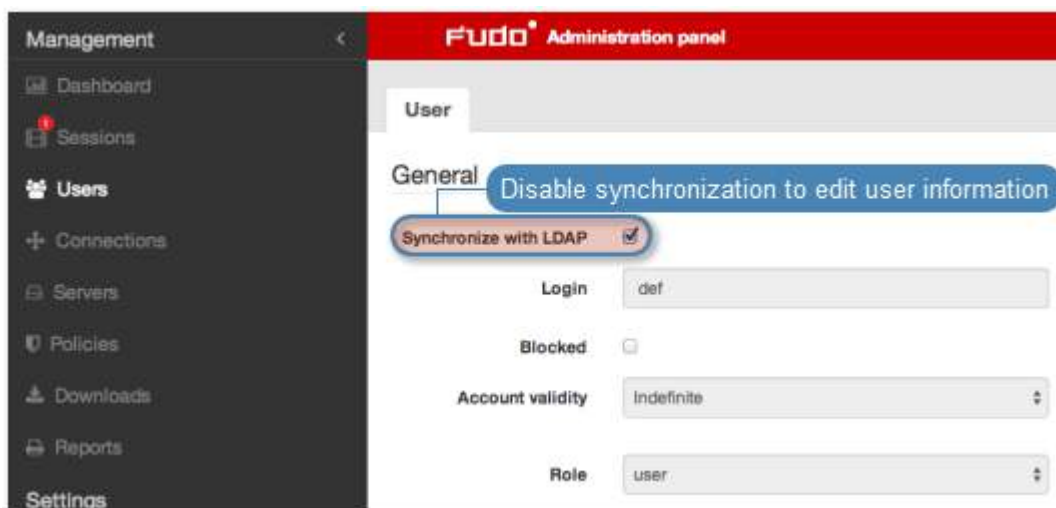 Management
Dashboard
1
Sessions
Users
Connections
Servers
Policies
Downloads
Reports
Settings
FUDO Administration panel
User
General
Disable synchronization to edit user information
Synchronize with LDAP
Login def
Blocked
Account validity Indefinite
Role user